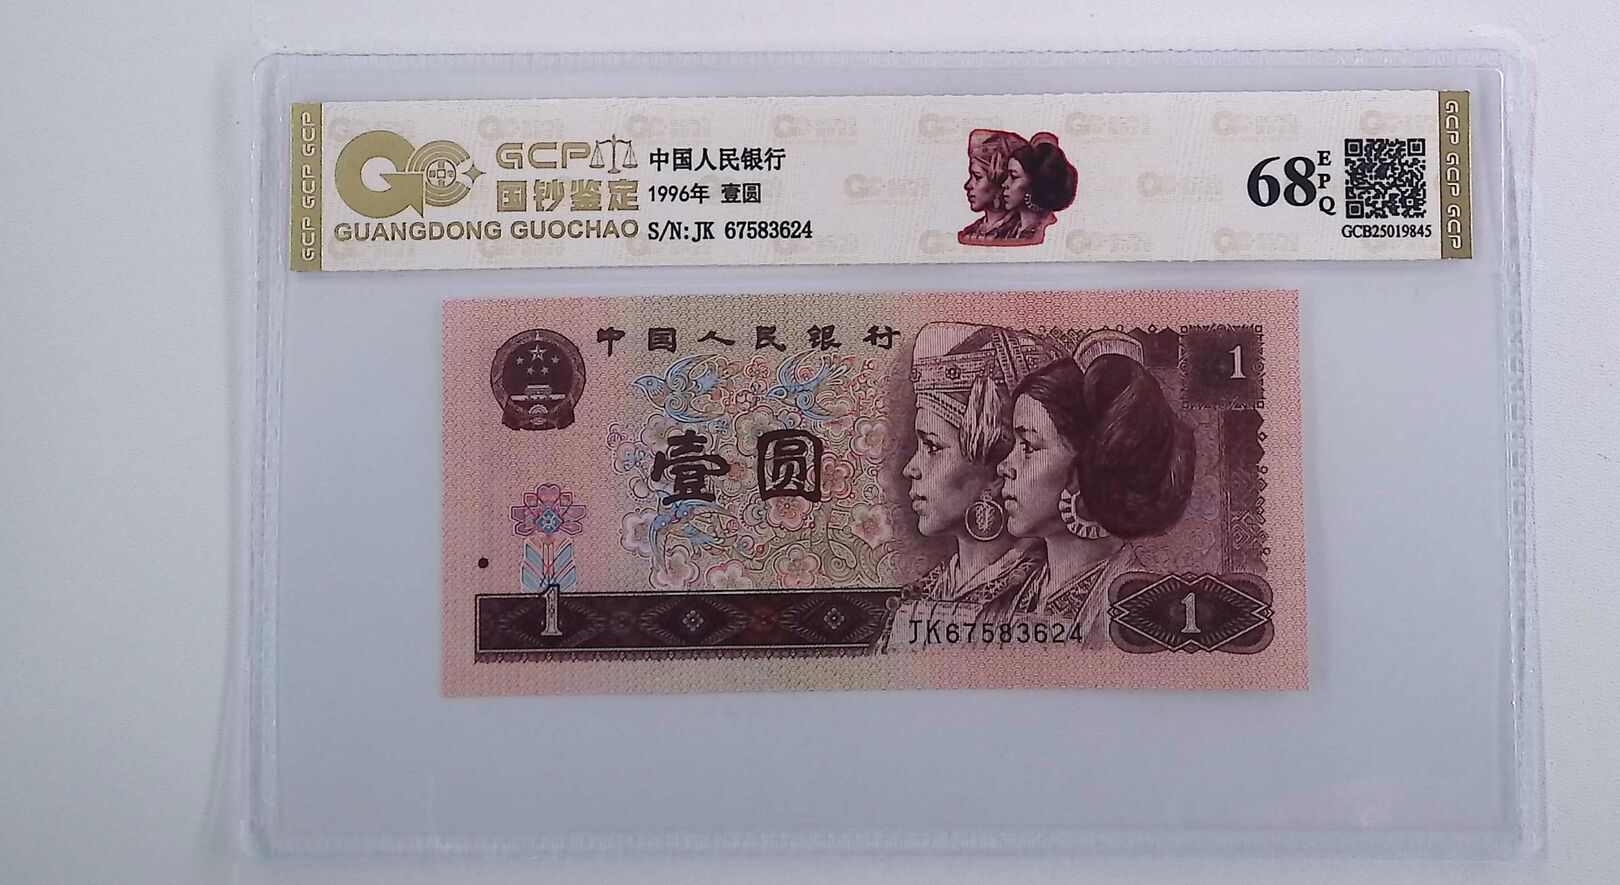 GCP GCP GCP
GC
GCP
国钞鉴定
GUANGDONG GUOCHAO
中国人民银行
1996年 壹圆
S/N: JK 67583624
68
EPQ
GCB25019845
GCP GCP GCP
中国人民银行
1
壹圆
1
JK67583624
1